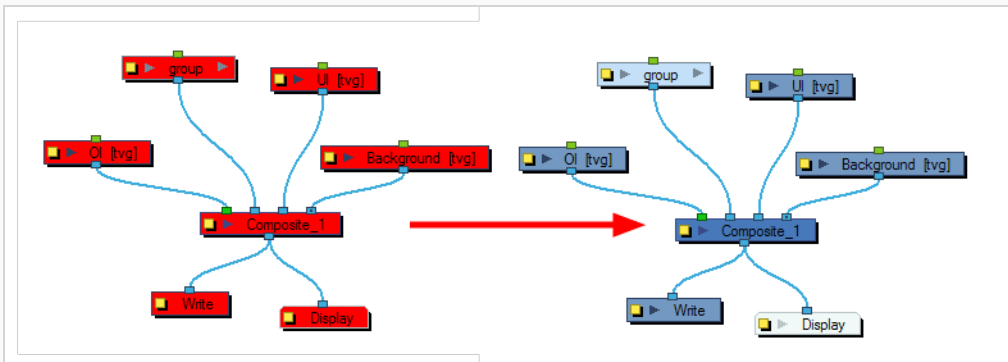 group
UI [tvg]
OI [tvg]
Background [tvg]
Composite_1
Write
Display
group
UI [tvg]
OI [tvg]
Background [tvg]
Composite_1
Write
Display